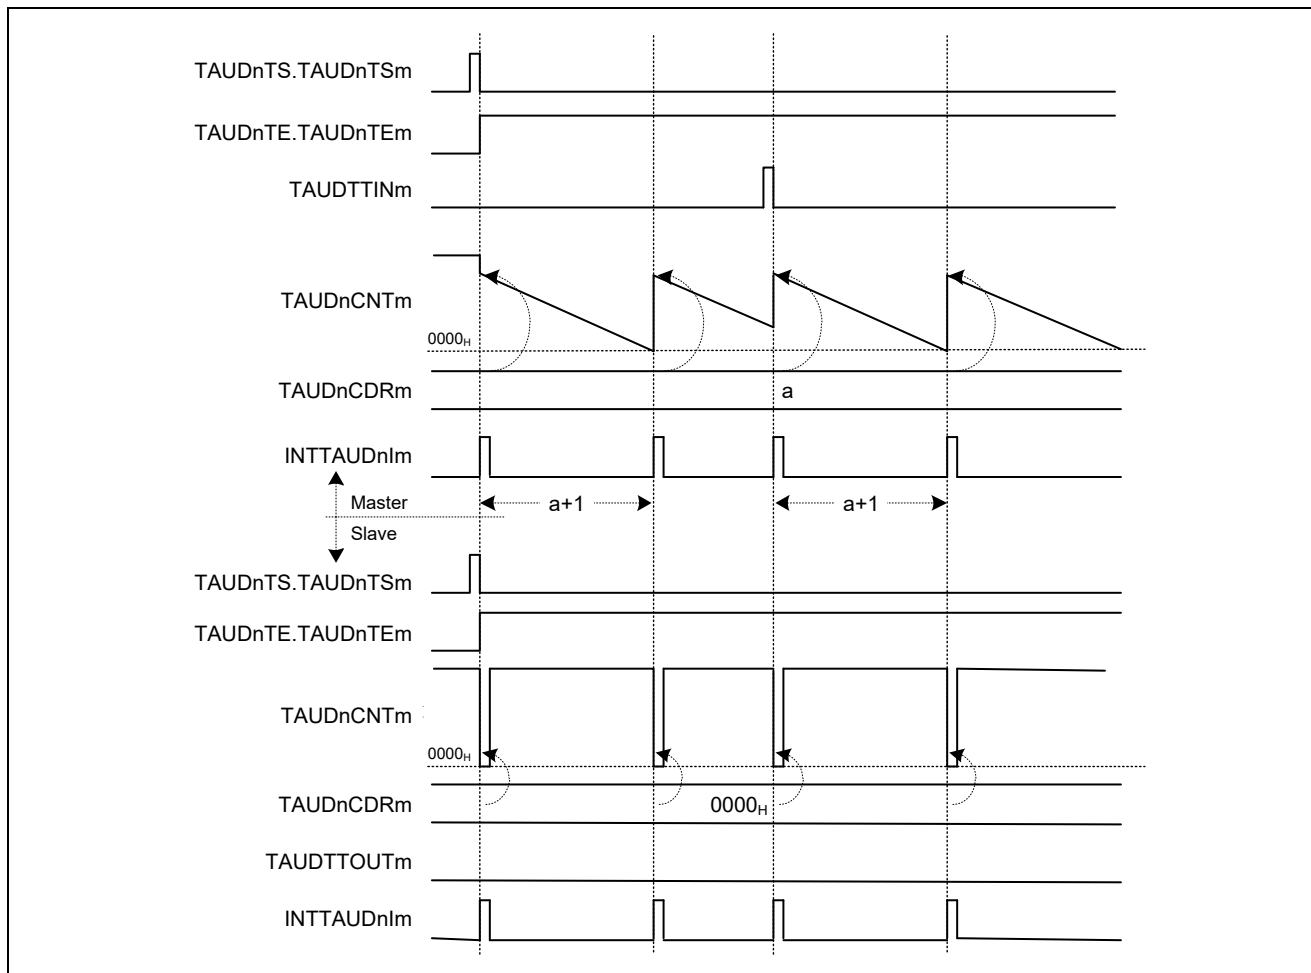 TAUDnTS.TAUDnTSm
TAUDnTE.TAUDnTEm
TAUDTTINm
TAUDnCNTm
0000H
TAUDnCDRm
a
INTTAUDnIm
Master
a+1
a+1
Slave
TAUDnTS.TAUDnTSm
TAUDnTE.TAUDnTEm
TAUDnCNTm
0000H
TAUDnCDRm
0000H
TAUDTTOUTm
INTTAUDnIm